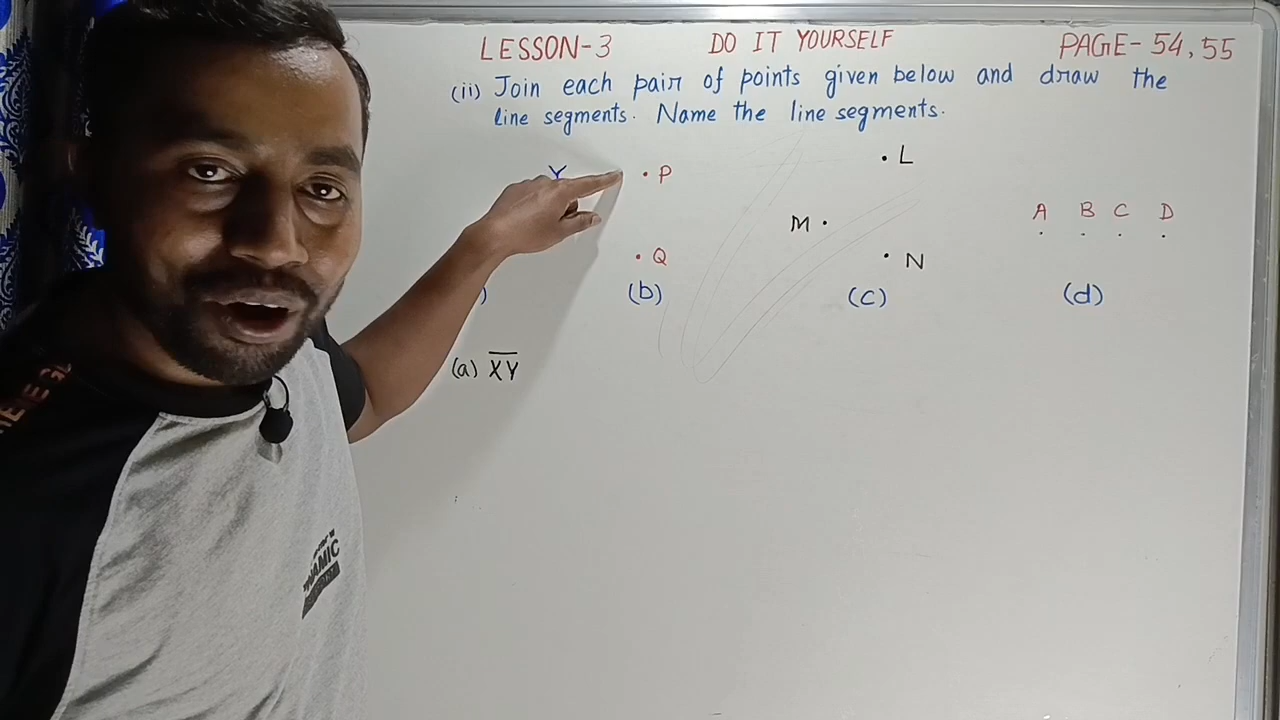 LESSON-3 DO IT YOURSELF PAGE-54,55
(ii) Join each pair of points given below and draw the
line segments. Name the line segments.
Y P L
M A B C D
Q N
) (b) (c) (d)
(a) XY
NAMIC